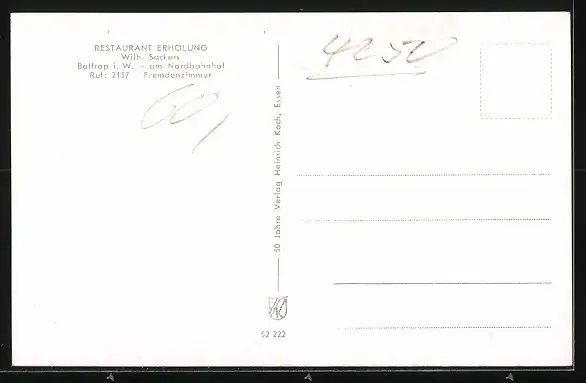 RESTAURANT ERHOLUNG
Wilh. Sackers
Bottrop i. W. - am Nordbahnhof
Ruf: 2157 Fremdenzimmer
60,
4250
50 Jahre Verlag Heinrich Koch, Essen
52 222